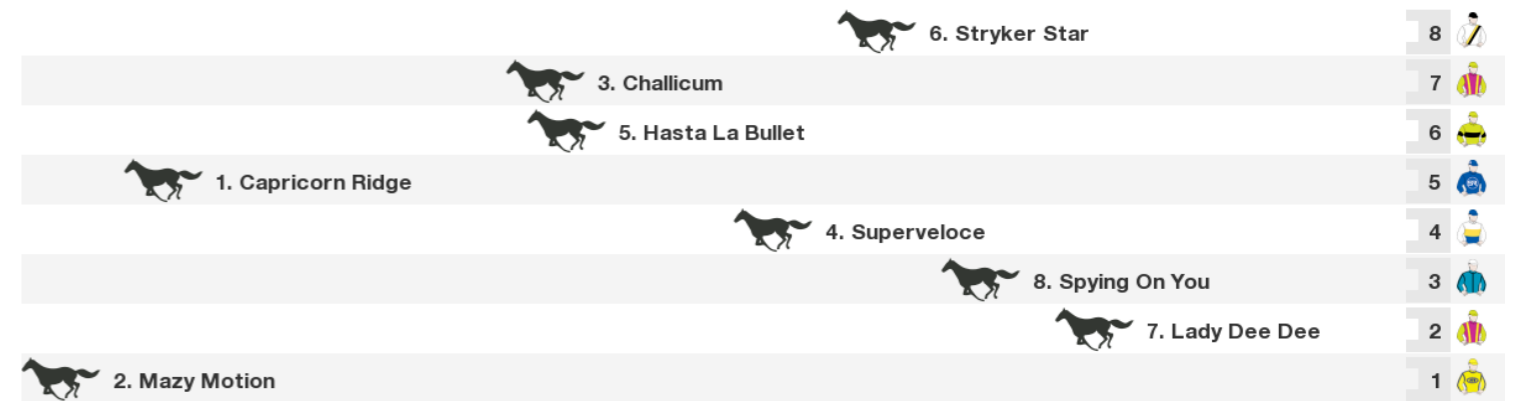 6. Stryker Star 8
3. Challicum 7
5. Hasta La Bullet 6
1. Capricorn Ridge 5
4. Superveloce 4
8. Spying On You 3
7. Lady Dee Dee 2
2. Mazy Motion 1